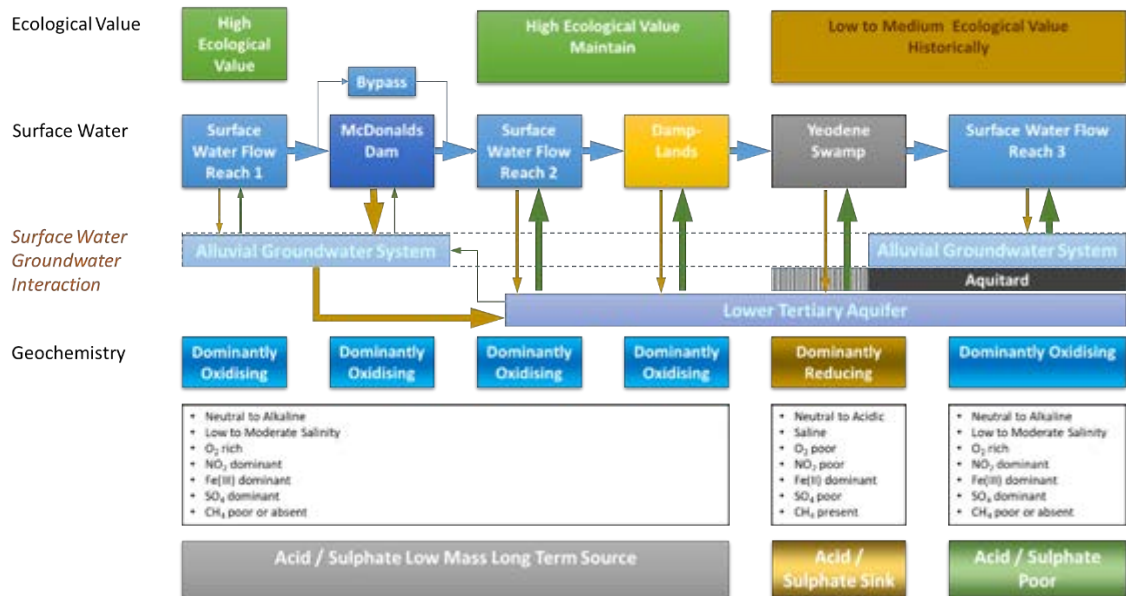 Ecological Value
High
Ecological
Value
High Ecological Value
Maintain
Low to Medium Ecological Value
Historically
Bypass
Surface Water
Surface
Water Flow
Reach 1
McDonalds
Dam
Surface
Water Flow
Reach 2
Damp-
Lands
Yeodene
Swamp
Surface Water Flow
Reach 3
Surface Water
Groundwater
Interaction
Alluvial Groundwater System
Alluvial Groundwater System
Aquitard
Lower Tertiary Aquifer
Geochemistry
Dominantly
Oxidising
Dominantly
Oxidising
Dominantly
Oxidising
Dominantly
Oxidising
Dominantly
Reducing
Dominantly Oxidising
• Neutral to Alkaline
• Low to Moderate Salinity
• O₂ rich
• NO₃ dominant
• Fe(III) dominant
• SO₄ dominant
• CH₄ poor or absent
• Neutral to Acidic
• Saline
• O₂ poor
• NO₃ poor
• Fe(II) dominant
• SO₄ poor
• CH₄ present
• Neutral to Alkaline
• Low to Moderate Salinity
• O₂ rich
• NO₃ dominant
• Fe(III) dominant
• SO₄ dominant
• CH₄ poor or absent
Acid / Sulphate Low Mass Long Term Source
Acid /
Sulphate Sink
Acid / Sulphate
Poor